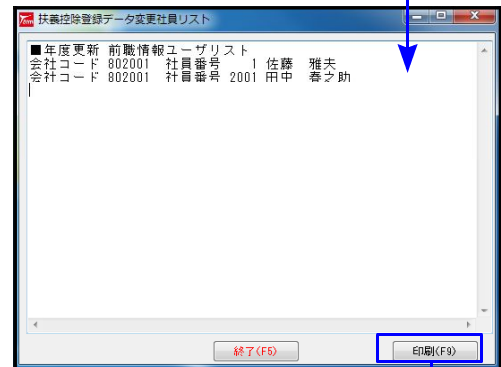 扶養控除登録データ変更社員リスト
■年度更新 前職情報ユーザリスト
会社コード 802001 社員番号 1 佐藤 雅夫
会社コード 802001 社員番号 2001 田中 春之助
終了(F5)
印刷(F9)